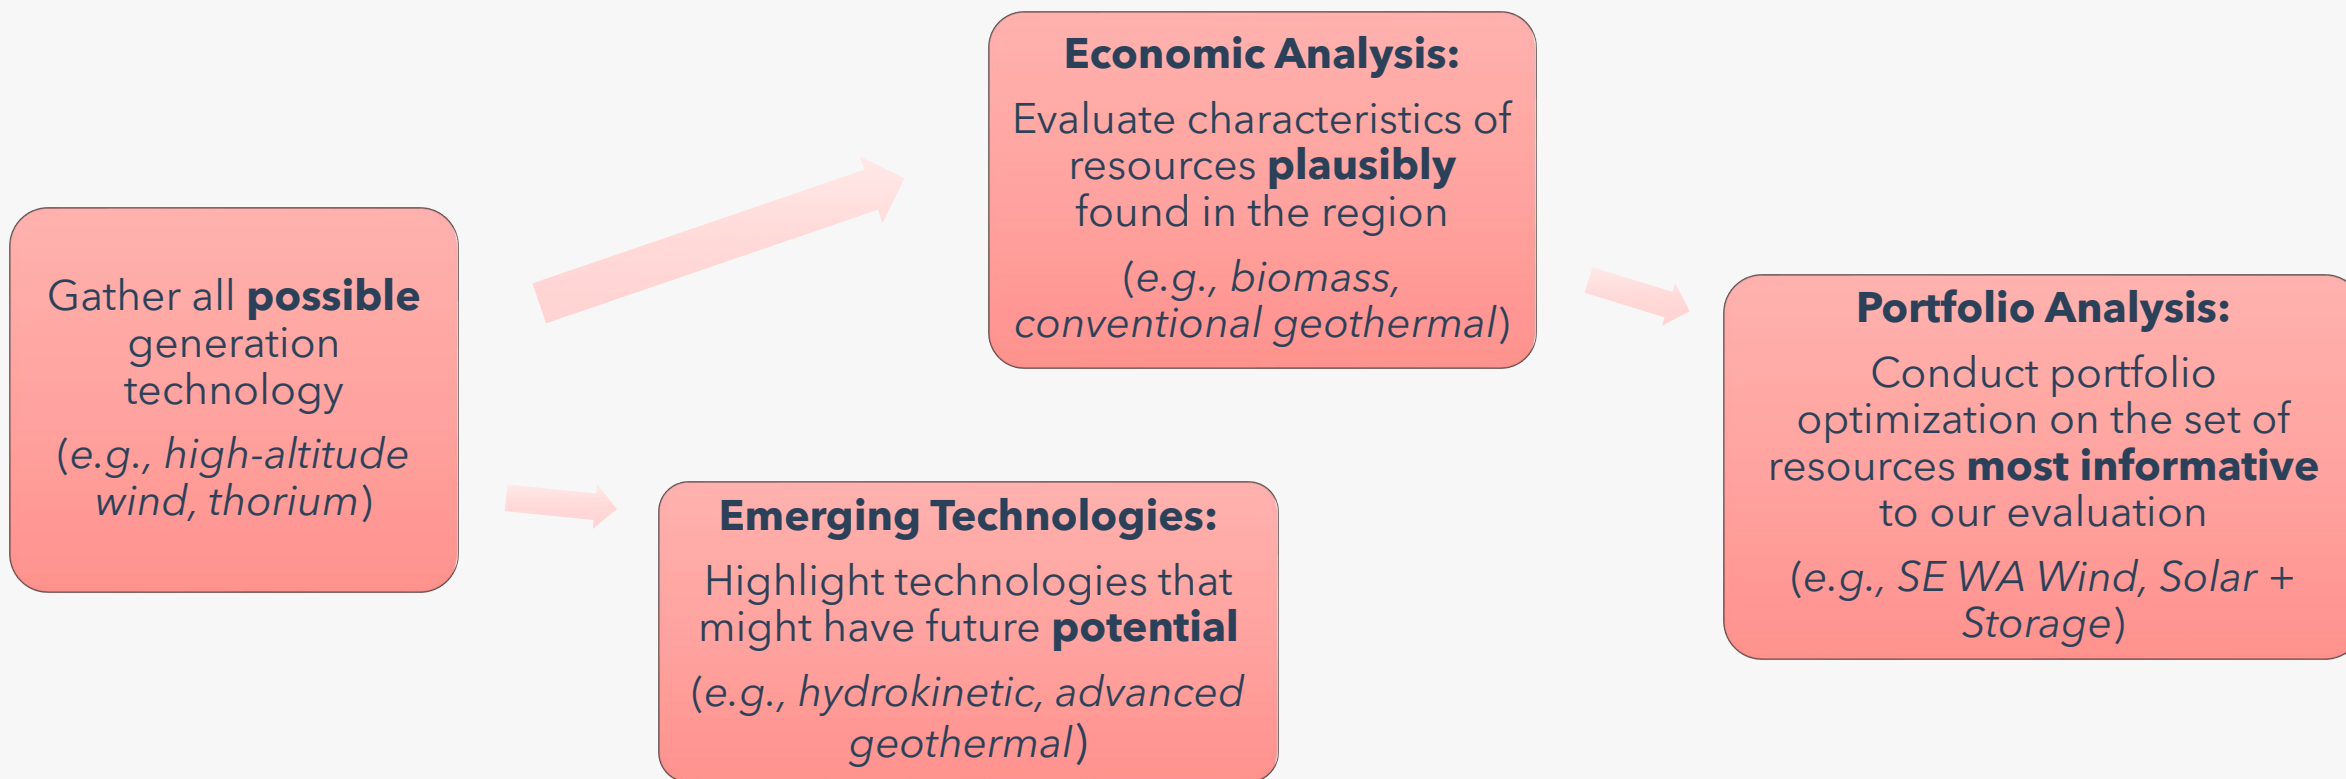 Gather all possible
generation
technology
(e.g., high-altitude
wind, thorium)
Economic Analysis:
Evaluate characteristics of
resources plausibly
found in the region
(e.g., biomass,
conventional geothermal)
Emerging Technologies:
Highlight technologies that
might have future potential
(e.g., hydrokinetic, advanced
geothermal)
Portfolio Analysis:
Conduct portfolio
optimization on the set of
resources most informative
to our evaluation
(e.g., SE WA Wind, Solar +
Storage)